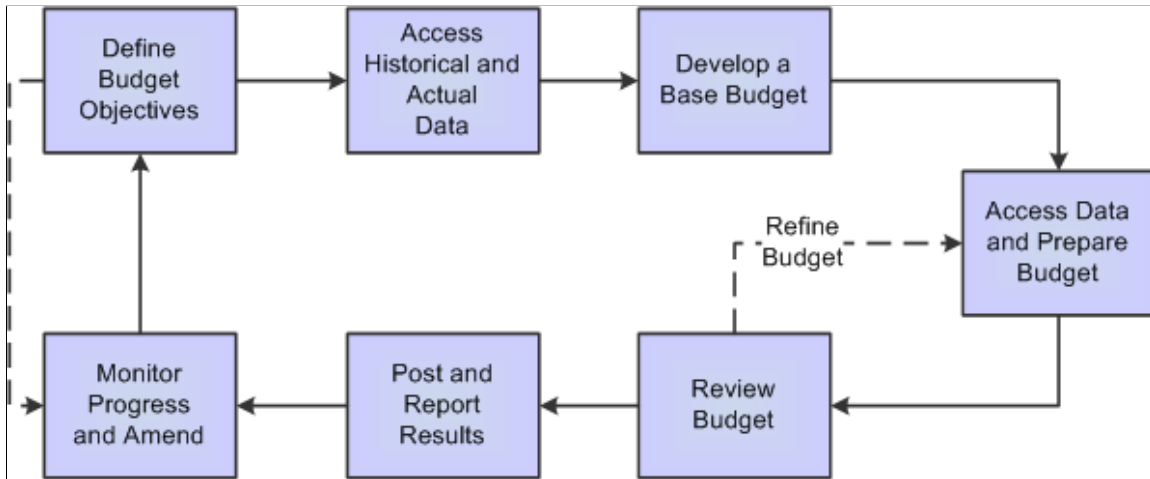 Define
Budget
Objectives
Access
Historical and
Actual
Data
Develop a
Base Budget
Access Data
and Prepare
Budget
Refine
Budget
Review
Budget
Post and
Report
Results
Monitor
Progress
and Amend